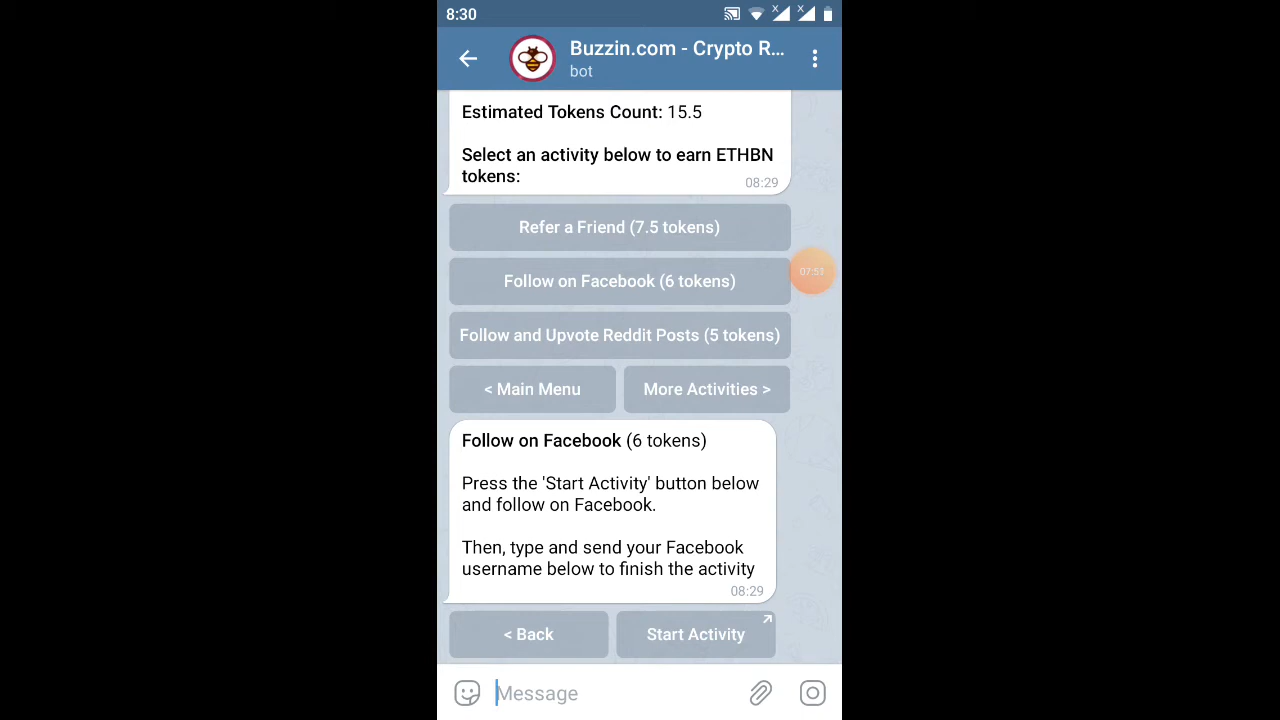 8:30
Buzzin.com - Crypto R...
bot
Estimated Tokens Count: 15.5
Select an activity below to earn ETHBN
tokens:
08:29
Refer a Friend (7.5 tokens)
07:51
Follow on Facebook (6 tokens)
Follow and Upvote Reddit Posts (5 tokens)
< Main Menu
More Activities >
Follow on Facebook (6 tokens)
Press the 'Start Activity' button below
and follow on Facebook.
Then, type and send your Facebook
username below to finish the activity
08:29
< Back
Start Activity
Message